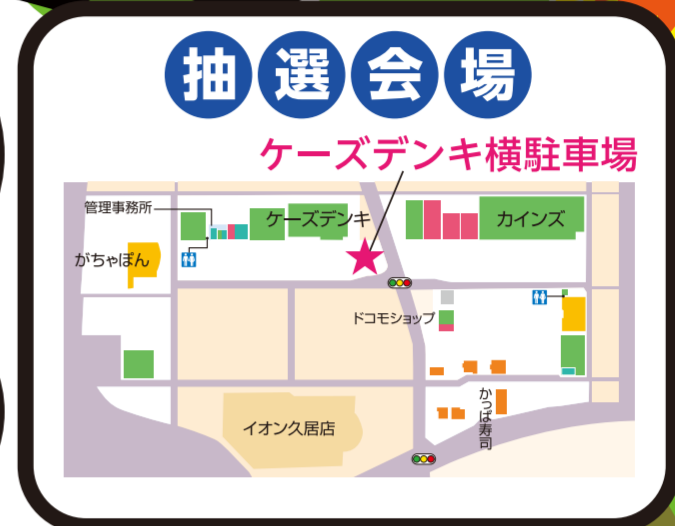 抽選会場
ケーズデンキ横駐車場
管理事務所
ケーズデンキ
カインズ
がちゃぽん
ドコモショップ
かっぱ寿司
イオン久居店